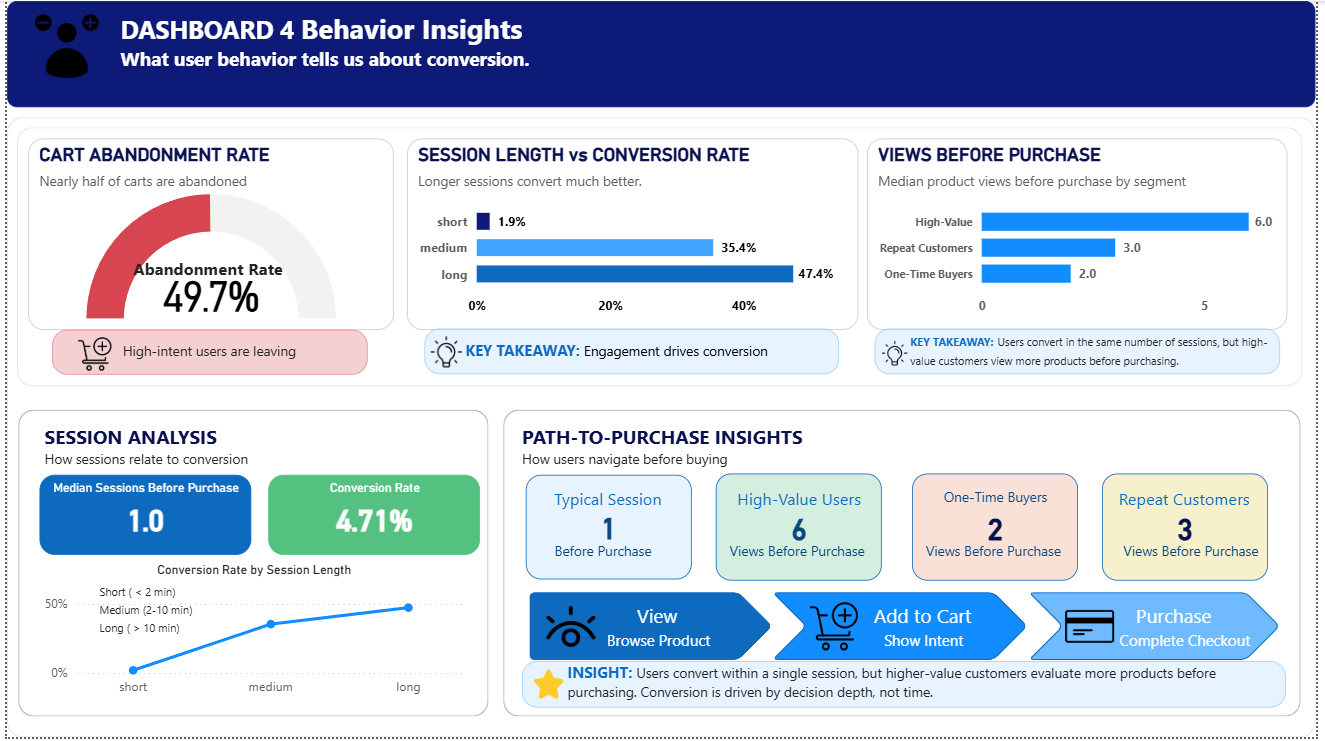 DASHBOARD 4 Behavior Insights
What user behavior tells us about conversion.
CART ABANDONMENT RATE
Nearly half of carts are abandoned
Abandonment Rate
49.7%
High-intent users are leaving
SESSION LENGTH vs CONVERSION RATE
Longer sessions convert much better.
short 1.9%
medium 35.4%
long 47.4%
0% 20% 40%
KEY TAKEAWAY: Engagement drives conversion
VIEWS BEFORE PURCHASE
Median product views before purchase by segment
High-Value 6.0
Repeat Customers 3.0
One-Time Buyers 2.0
0 5
KEY TAKEAWAY: Users convert in the same number of sessions, but high-
value customers view more products before purchasing.
SESSION ANALYSIS
How sessions relate to conversion
Median Sessions Before Purchase
1.0
Conversion Rate
4.71%
Conversion Rate by Session Length
Short ( < 2 min)
50%
Medium (2-10 min)
Long ( > 10 min)
0%
short medium long
PATH-TO-PURCHASE INSIGHTS
How users navigate before buying
Typical Session
1
Before Purchase
High-Value Users
6
Views Before Purchase
One-Time Buyers
2
Views Before Purchase
Repeat Customers
3
Views Before Purchase
View
Browse Product
Add to Cart
Show Intent
Purchase
Complete Checkout
INSIGHT: Users convert within a single session, but higher-value customers evaluate more products before
purchasing. Conversion is driven by decision depth, not time.